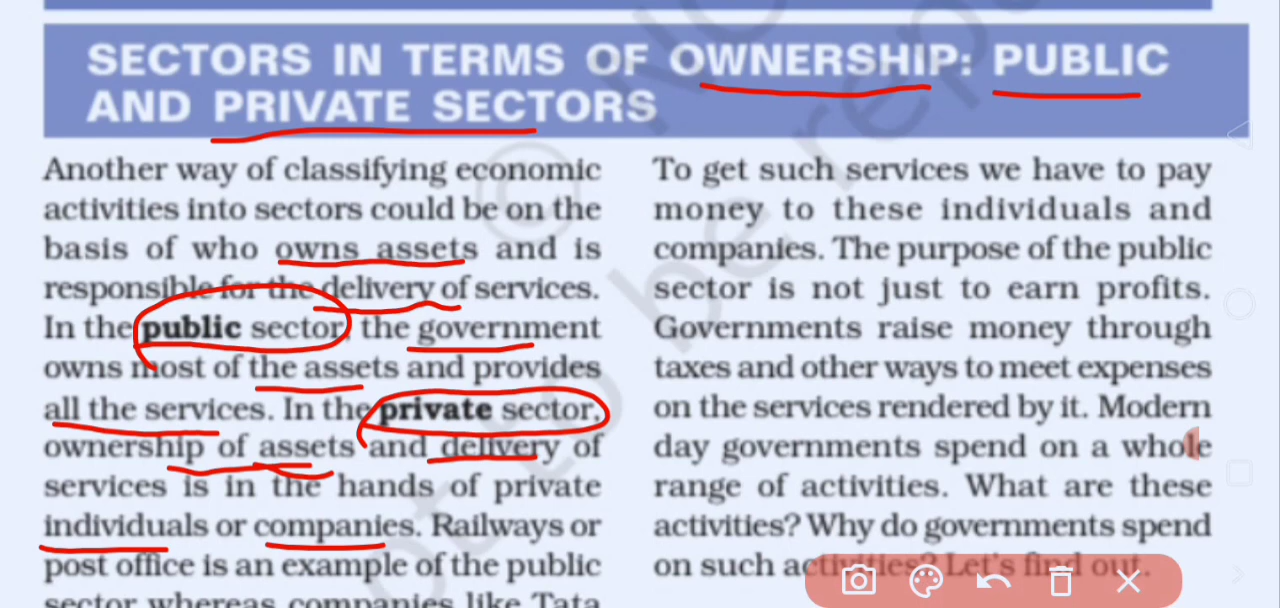 SECTORS IN TERMS OF OWNERSHIP: PUBLIC
AND PRIVATE SECTORS
Another way of classifying economic
activities into sectors could be on the
basis of who owns assets and is
responsible for the delivery of services.
In the public sector, the government
owns most of the assets and provides
all the services. In the private sector,
ownership of assets and delivery of
services is in the hands of private
individuals or companies. Railways or
post office is an example of the public
sector whereas companies like Tata
To get such services we have to pay
money to these individuals and
companies. The purpose of the public
sector is not just to earn profits.
Governments raise money through
taxes and other ways to meet expenses
on the services rendered by it. Modern
day governments spend on a whole
range of activities. What are these
activities? Why do governments spend
on such activities? Let's find out.